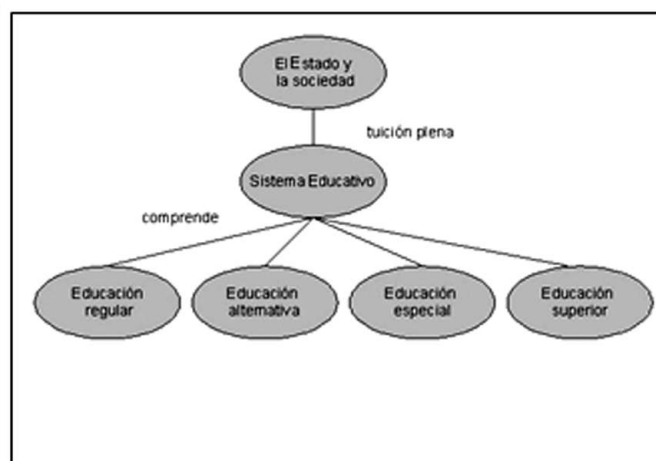 El Estado y
la sociedad
tuición plena
Sistema Educativo
comprende
Educación
regular
Educación
alternativa
Educación
especial
Educación
superior